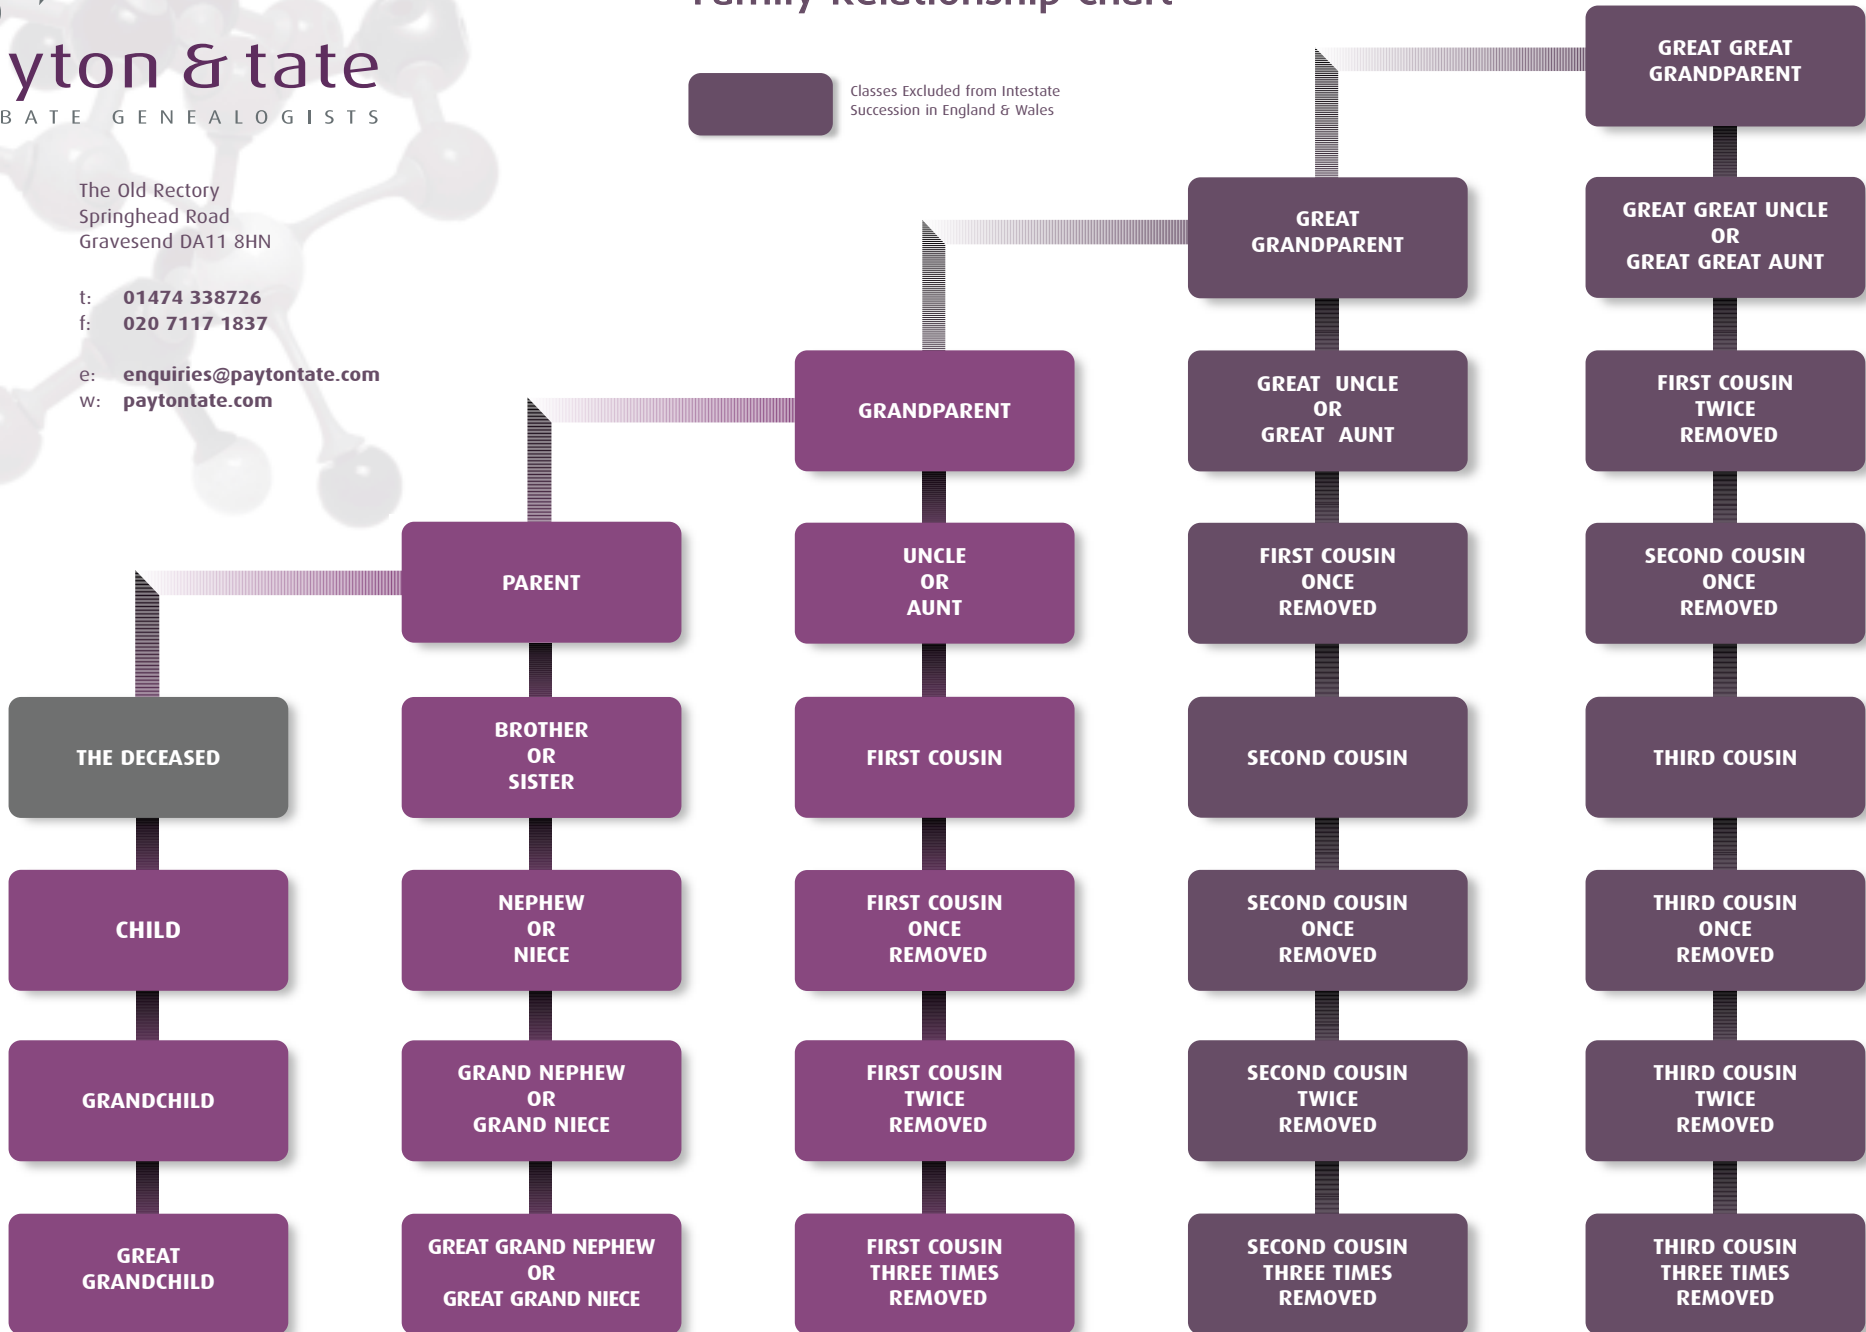 Family Relationship Chart
yton & tate
BATE GENEALOGISTS
Classes Excluded from Intestate
Succession in England & Wales
The Old Rectory
Springhead Road
Gravesend DA11 8HN
t: 01474 338726
f: 020 7117 1837
e: enquiries@paytontate.com
w: paytontate.com
GREAT GREAT
GRANDPARENT
GREAT
GRANDPARENT
GREAT GREAT UNCLE
OR
GREAT GREAT AUNT
GRANDPARENT
GREAT UNCLE
OR
GREAT AUNT
FIRST COUSIN
TWICE
REMOVED
PARENT
UNCLE
OR
AUNT
FIRST COUSIN
ONCE
REMOVED
SECOND COUSIN
ONCE
REMOVED
THE DECEASED
BROTHER
OR
SISTER
FIRST COUSIN
SECOND COUSIN
THIRD COUSIN
CHILD
NEPHEW
OR
NIECE
FIRST COUSIN
ONCE
REMOVED
SECOND COUSIN
ONCE
REMOVED
THIRD COUSIN
ONCE
REMOVED
GRANDCHILD
GRAND NEPHEW
OR
GRAND NIECE
FIRST COUSIN
TWICE
REMOVED
SECOND COUSIN
TWICE
REMOVED
THIRD COUSIN
TWICE
REMOVED
GREAT
GRANDCHILD
GREAT GRAND NEPHEW
OR
GREAT GRAND NIECE
FIRST COUSIN
THREE TIMES
REMOVED
SECOND COUSIN
THREE TIMES
REMOVED
THIRD COUSIN
THREE TIMES
REMOVED